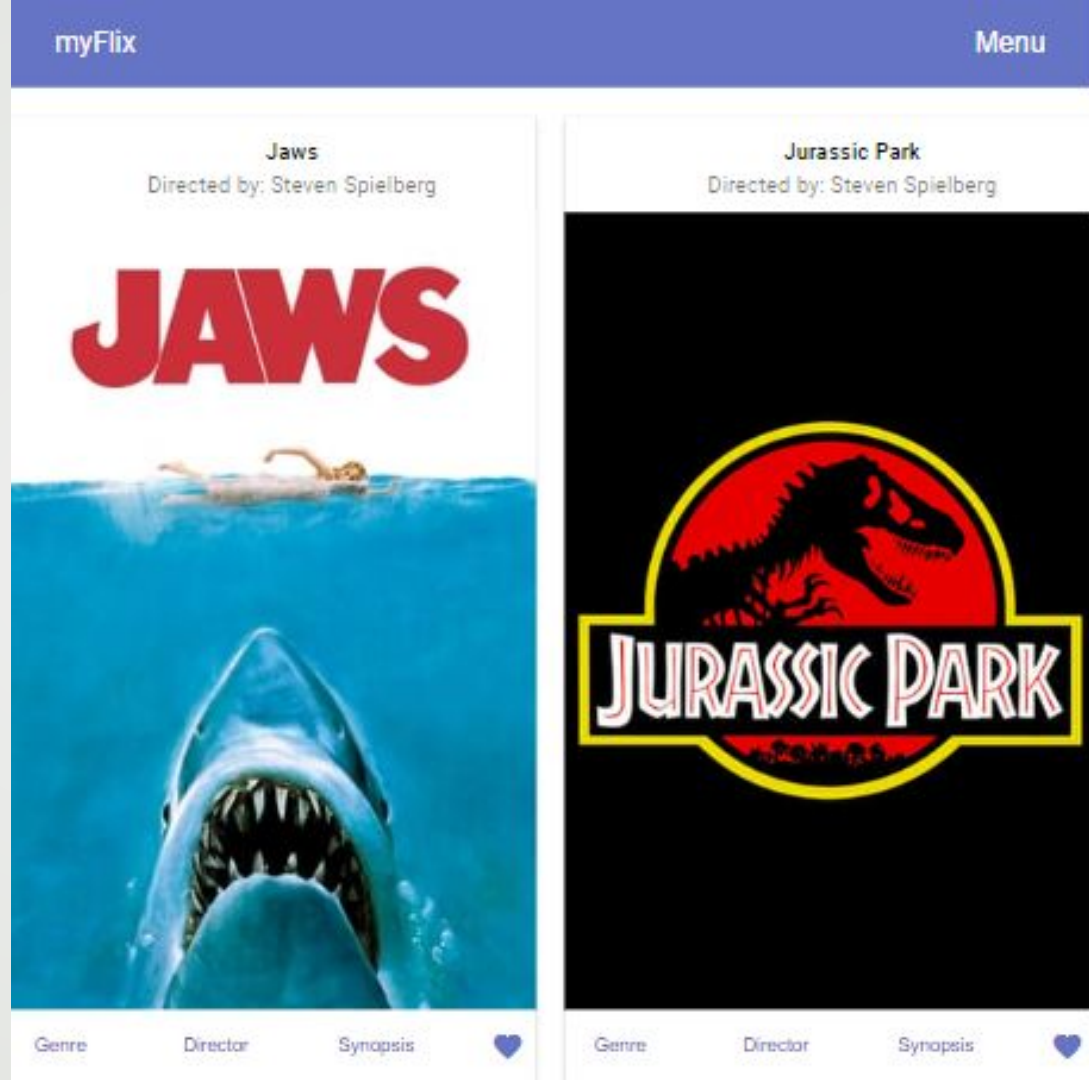 myFlix Menu
Jaws
Directed by: Steven Spielberg
JAWS
Genre Director Synopsis
Jurassic Park
Directed by: Steven Spielberg
JURASSIC PARK
Genre Director Synopsis